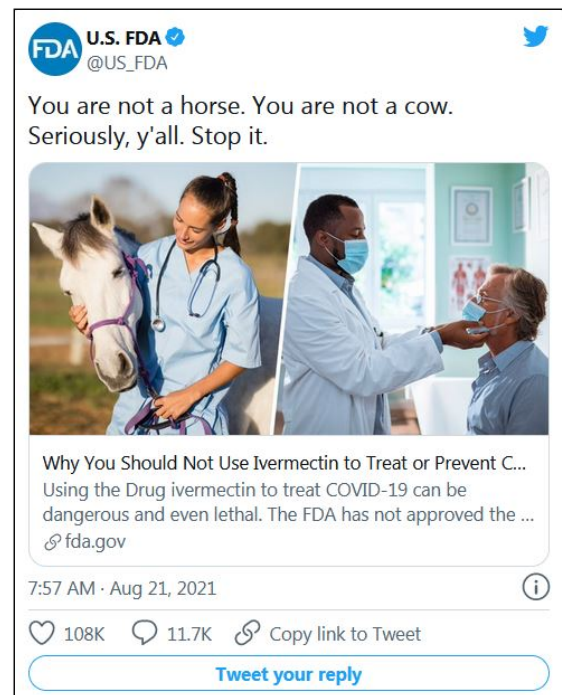 FDA
U.S. FDA
@US_FDA
You are not a horse. You are not a cow.
Seriously, y'all. Stop it.
Why You Should Not Use Ivermectin to Treat or Prevent C...
Using the Drug ivermectin to treat COVID-19 can be
dangerous and even lethal. The FDA has not approved the ...
fda.gov
7:57 AM · Aug 21, 2021
108K 11.7K Copy link to Tweet
Tweet your reply